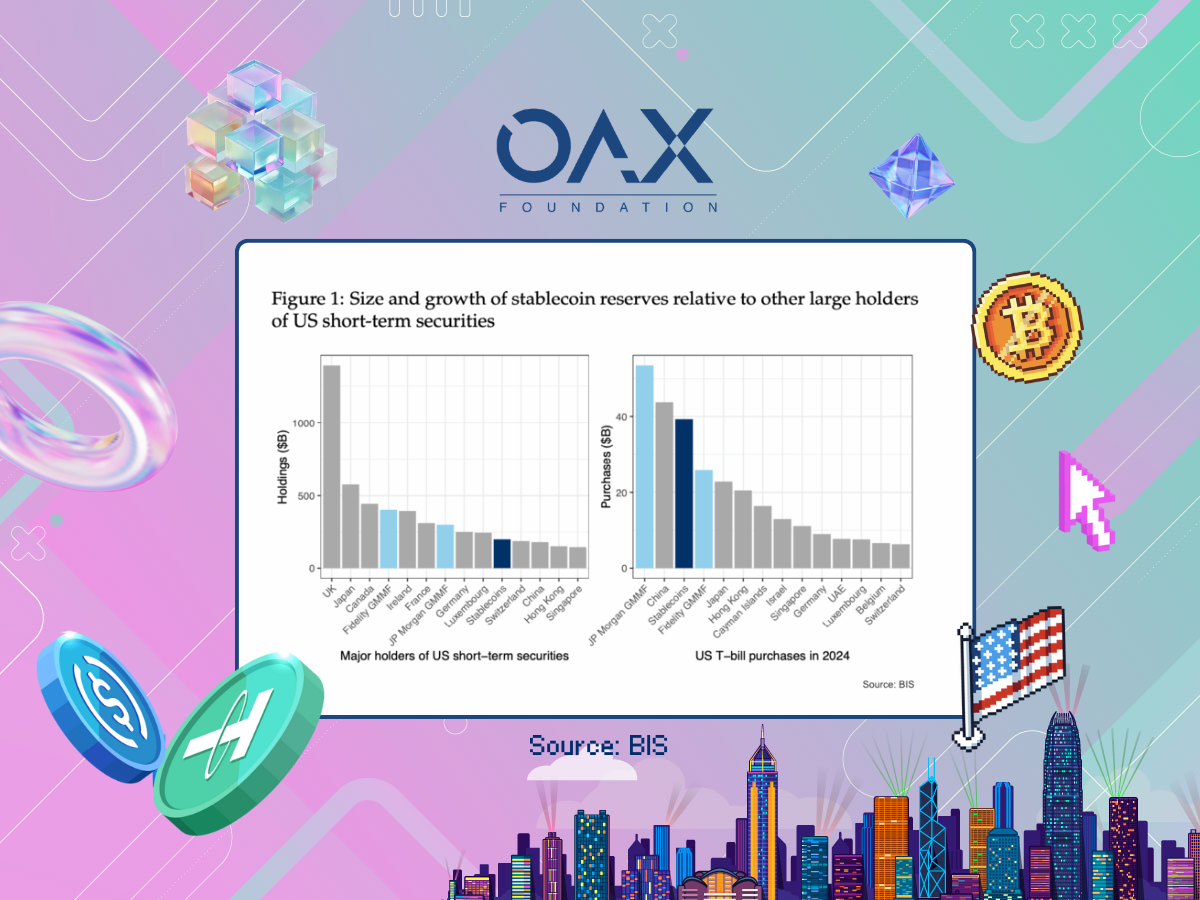 OAX
FOUNDATION
Figure 1: Size and growth of stablecoin reserves relative to other large holders
of US short-term securities
Holdings ($B)
1000
500
0
UK
Japan
Canada
Fidelity GMMF
Ireland
France
JP Morgan GMMF
Germany
Luxembourg
Stablecoins
Switzerland
China
Hong Kong
Singapore
Major holders of US short–term securities
Purchases ($B)
40
20
0
JP Morgan GMMF
China
Stablecoins
Fidelity GMMF
Japan
Hong Kong
Cayman Islands
Israel
Singapore
Germany
UAE
Luxembourg
Belgium
Switzerland
US T–bill purchases in 2024
Source: BIS
Source: BIS